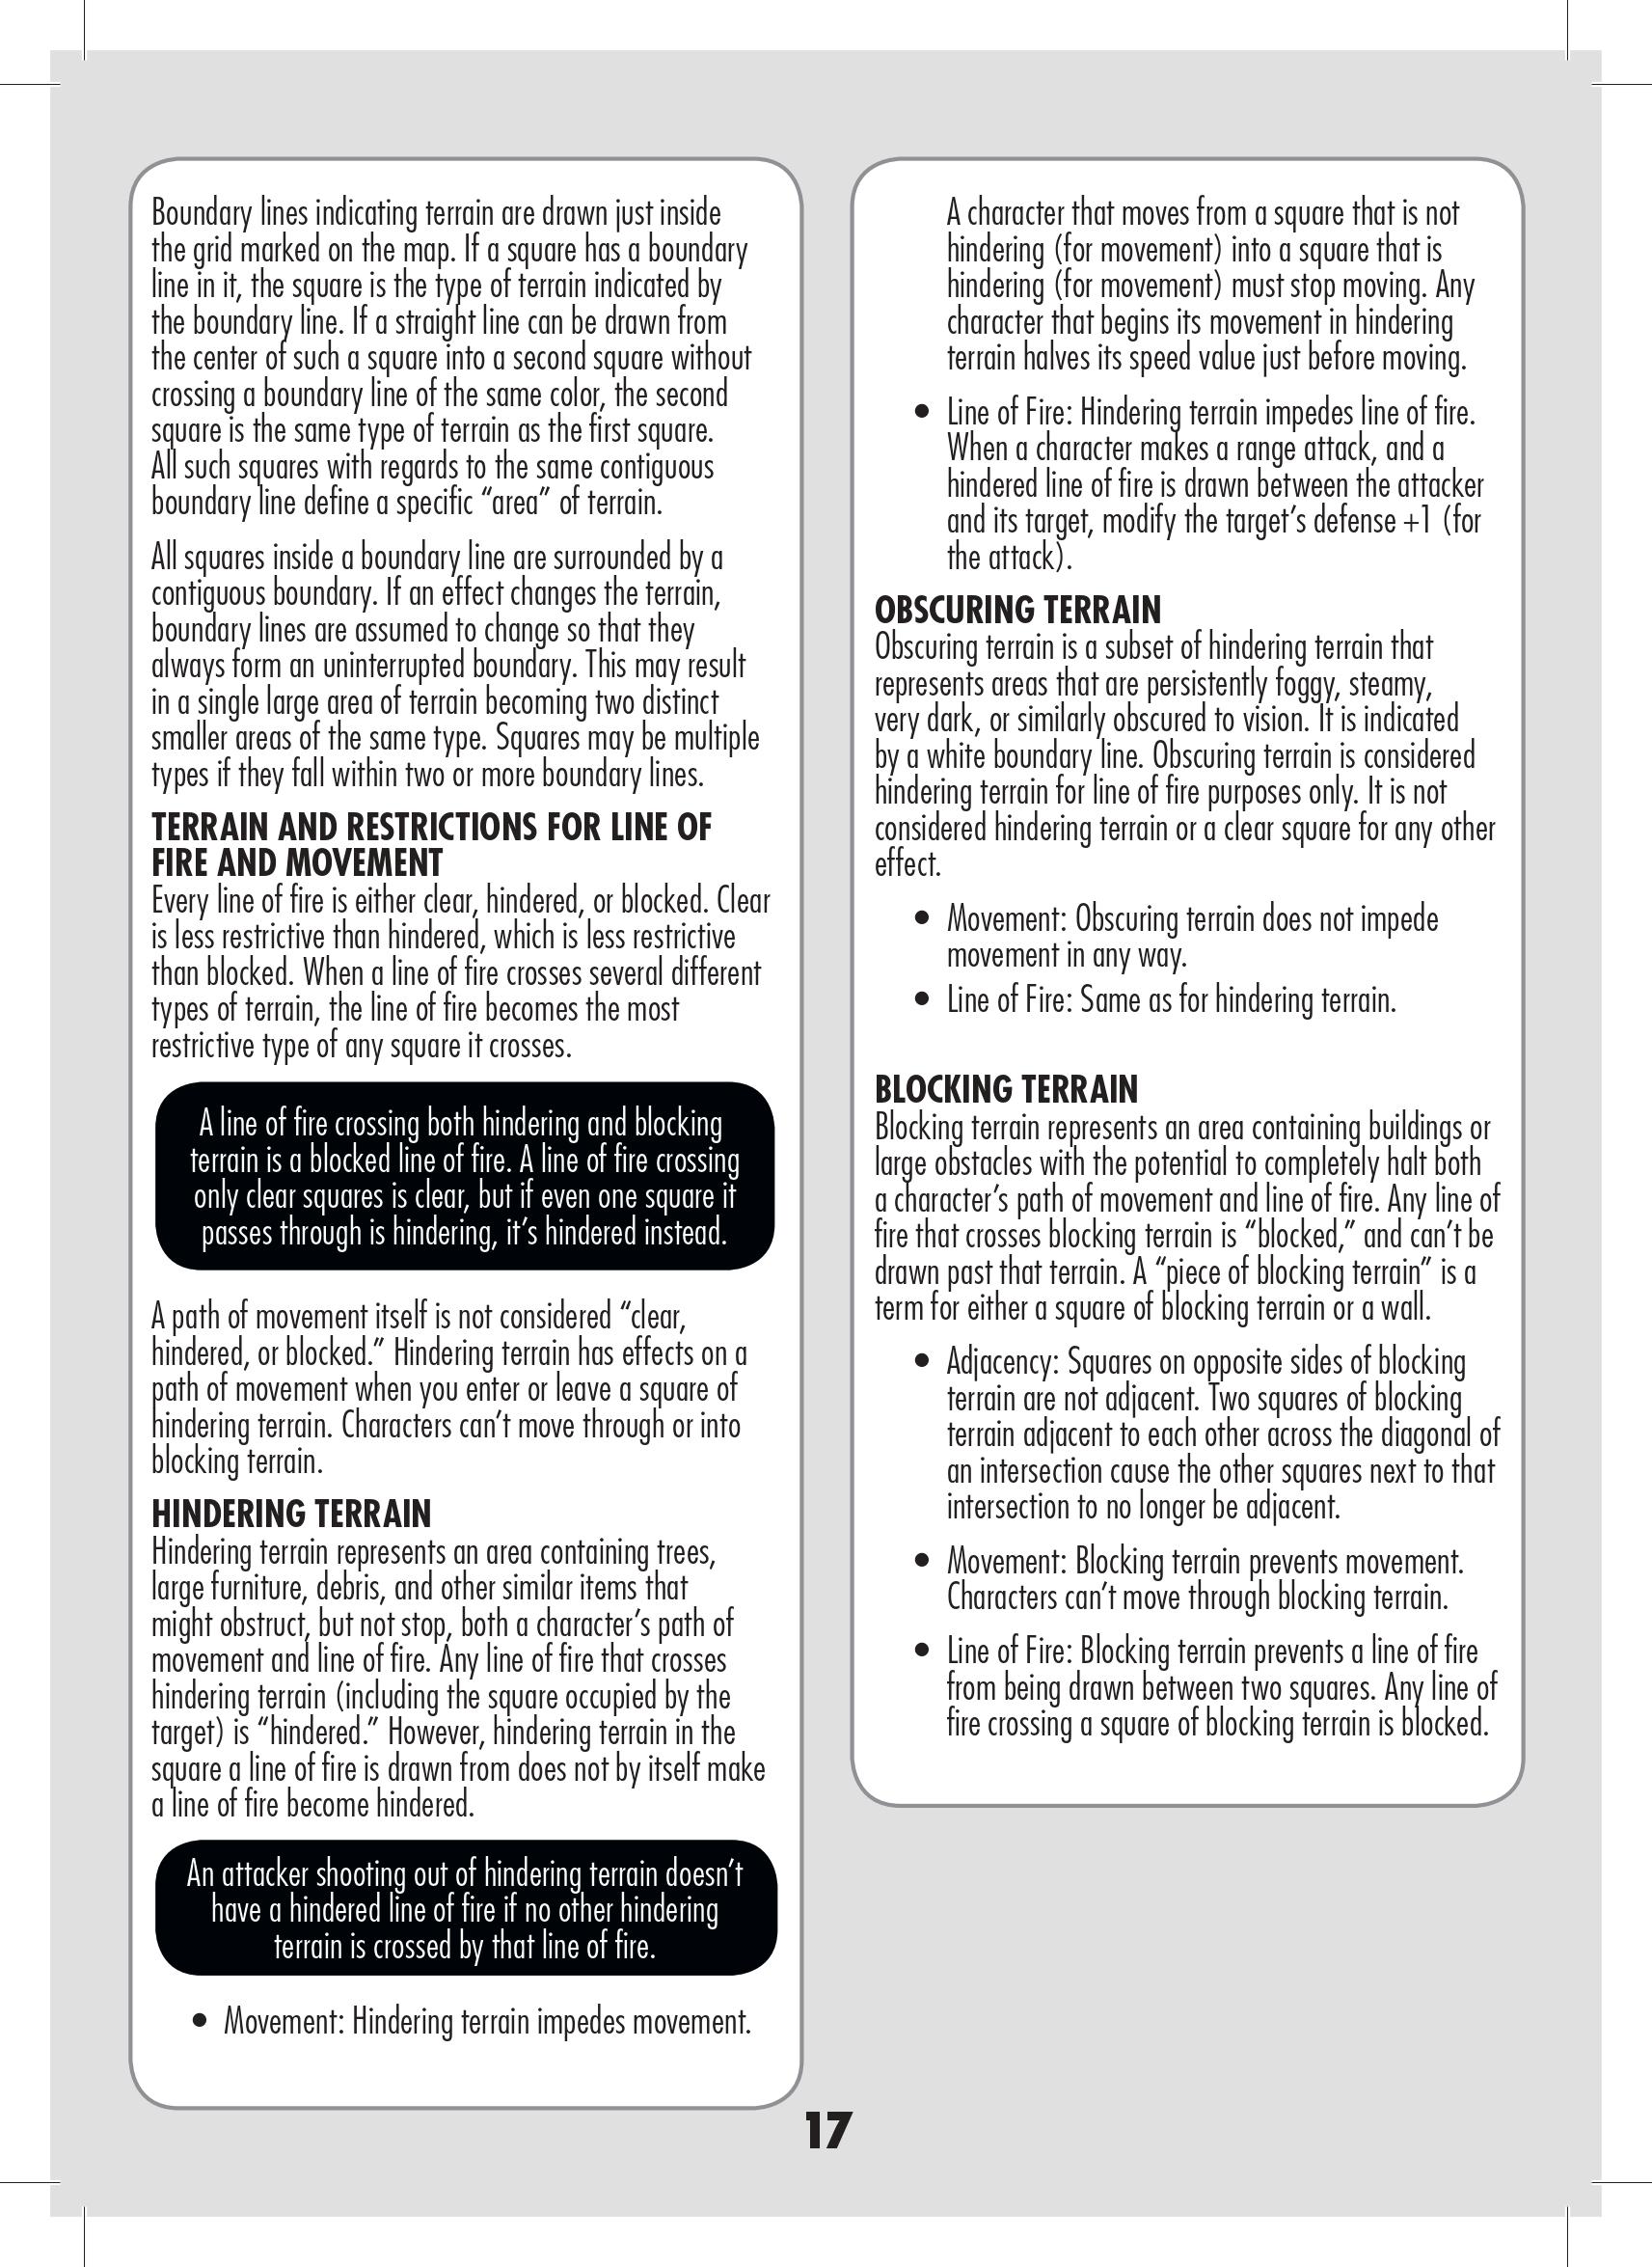 Boundary lines indicating terrain are drawn just inside
the grid marked on the map. If a square has a boundary
line in it, the square is the type of terrain indicated by
the boundary line. If a straight line can be drawn from
the center of such a square into a second square without
crossing a boundary line of the same color, the second
square is the same type of terrain as the first square.
All such squares with regards to the same contiguous
boundary line define a specific “area” of terrain.
All squares inside a boundary line are surrounded by a
contiguous boundary. If an effect changes the terrain,
boundary lines are assumed to change so that they
always form an uninterrupted boundary. This may result
in a single large area of terrain becoming two distinct
smaller areas of the same type. Squares may be multiple
types if they fall within two or more boundary lines.
TERRAIN AND RESTRICTIONS FOR LINE OF
FIRE AND MOVEMENT
Every line of fire is either clear, hindered, or blocked. Clear
is less restrictive than hindered, which is less restrictive
than blocked. When a line of fire crosses several different
types of terrain, the line of fire becomes the most
restrictive type of any square it crosses.
A line of fire crossing both hindering and blocking
terrain is a blocked line of fire. A line of fire crossing
only clear squares is clear, but if even one square it
passes through is hindering, it’s hindered instead.
A path of movement itself is not considered “clear,
hindered, or blocked.” Hindering terrain has effects on a
path of movement when you enter or leave a square of
hindering terrain. Characters can’t move through or into
blocking terrain.
HINDERING TERRAIN
Hindering terrain represents an area containing trees,
large furniture, debris, and other similar items that
might obstruct, but not stop, both a character’s path of
movement and line of fire. Any line of fire that crosses
hindering terrain (including the square occupied by the
target) is “hindered.” However, hindering terrain in the
square a line of fire is drawn from does not by itself make
a line of fire become hindered.
An attacker shooting out of hindering terrain doesn’t
have a hindered line of fire if no other hindering
terrain is crossed by that line of fire.
• Movement: Hindering terrain impedes movement.
A character that moves from a square that is not
hindering (for movement) into a square that is
hindering (for movement) must stop moving. Any
character that begins its movement in hindering
terrain halves its speed value just before moving.
• Line of Fire: Hindering terrain impedes line of fire.
When a character makes a range attack, and a
hindered line of fire is drawn between the attacker
and its target, modify the target’s defense +1 (for
the attack).
OBSCURING TERRAIN
Obscuring terrain is a subset of hindering terrain that
represents areas that are persistently foggy, steamy,
very dark, or similarly obscured to vision. It is indicated
by a white boundary line. Obscuring terrain is considered
hindering terrain for line of fire purposes only. It is not
considered hindering terrain or a clear square for any other
effect.
• Movement: Obscuring terrain does not impede
movement in any way.
• Line of Fire: Same as for hindering terrain.
BLOCKING TERRAIN
Blocking terrain represents an area containing buildings or
large obstacles with the potential to completely halt both
a character’s path of movement and line of fire. Any line of
fire that crosses blocking terrain is “blocked,” and can’t be
drawn past that terrain. A “piece of blocking terrain” is a
term for either a square of blocking terrain or a wall.
• Adjacency: Squares on opposite sides of blocking
terrain are not adjacent. Two squares of blocking
terrain adjacent to each other across the diagonal of
an intersection cause the other squares next to that
intersection to no longer be adjacent.
• Movement: Blocking terrain prevents movement.
Characters can’t move through blocking terrain.
• Line of Fire: Blocking terrain prevents a line of fire
from being drawn between two squares. Any line of
fire crossing a square of blocking terrain is blocked.
17